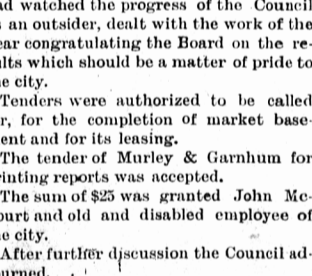 ad watched the progress of the Council
an outsider, dealt with the work of the
ear congratulating the Board on the re-
ults which should be a matter of pride to
e city.
Tenders were authorized to be called
r, for the completion of market base-
ent and for its leasing.
The tender of Murley & Garnhum for
rinting reports was accepted.
The sum of $25 was granted John Mc-
ourt and old and disabled employee of
e city.
After further discussion the Council ad-
urned.